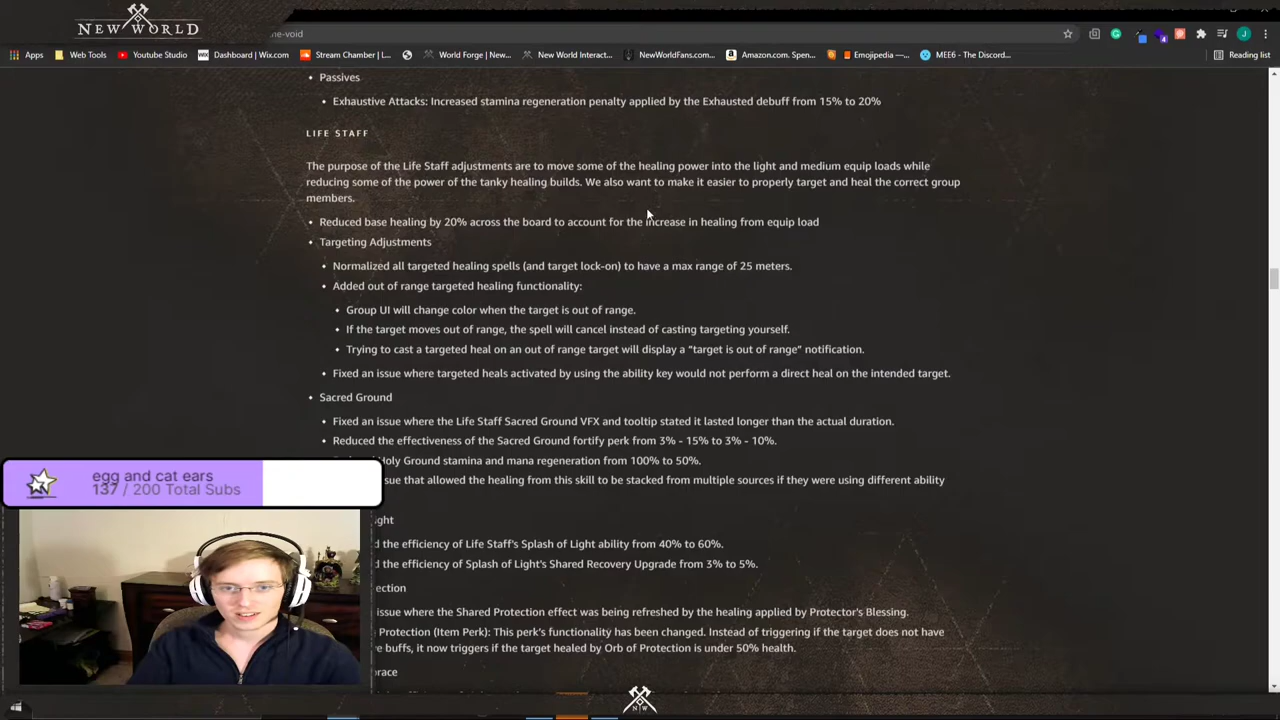 NEW WORLD
ne-void
Apps
Web Tools
Youtube Studio
Dashboard | Wix.com
Stream Chamber | L...
World Forge | New...
New World Interact...
NewWorldFans.com...
Amazon.com. Spen...
Emojipedia —...
MEE6 - The Discord...
Reading list
• Passives
• Exhaustive Attacks: Increased stamina regeneration penalty applied by the Exhausted debuff from 15% to 20%
LIFE STAFF
The purpose of the Life Staff adjustments are to move some of the healing power into the light and medium equip loads while
reducing some of the power of the tanky healing builds. We also want to make it easier to properly target and heal the correct group
members.
• Reduced base healing by 20% across the board to account for the increase in healing from equip load
• Targeting Adjustments
• Normalized all targeted healing spells (and target lock-on) to have a max range of 25 meters.
• Added out of range targeted healing functionality:
• Group UI will change color when the target is out of range.
• If the target moves out of range, the spell will cancel instead of casting targeting yourself.
• Trying to cast a targeted heal on an out of range target will display a “target is out of range” notification.
• Fixed an issue where targeted heals activated by using the ability key would not perform a direct heal on the intended target.
• Sacred Ground
• Fixed an issue where the Life Staff Sacred Ground VFX and tooltip stated it lasted longer than the actual duration.
• Reduced the effectiveness of the Sacred Ground fortify perk from 3% - 15% to 3% - 10%.
Holy Ground stamina and mana regeneration from 100% to 50%.
sue that allowed the healing from this skill to be stacked from multiple sources if they were using different ability
ight
d the efficiency of Life Staff's Splash of Light ability from 40% to 60%.
d the efficiency of Splash of Light's Shared Recovery Upgrade from 3% to 5%.
ection
issue where the Shared Protection effect was being refreshed by the healing applied by Protector's Blessing.
Protection (Item Perk): This perk's functionality has been changed. Instead of triggering if the target does not have
e buffs, it now triggers if the target healed by Orb of Protection is under 50% health.
race
egg and cat ears
137 / 200 Total Subs
N W